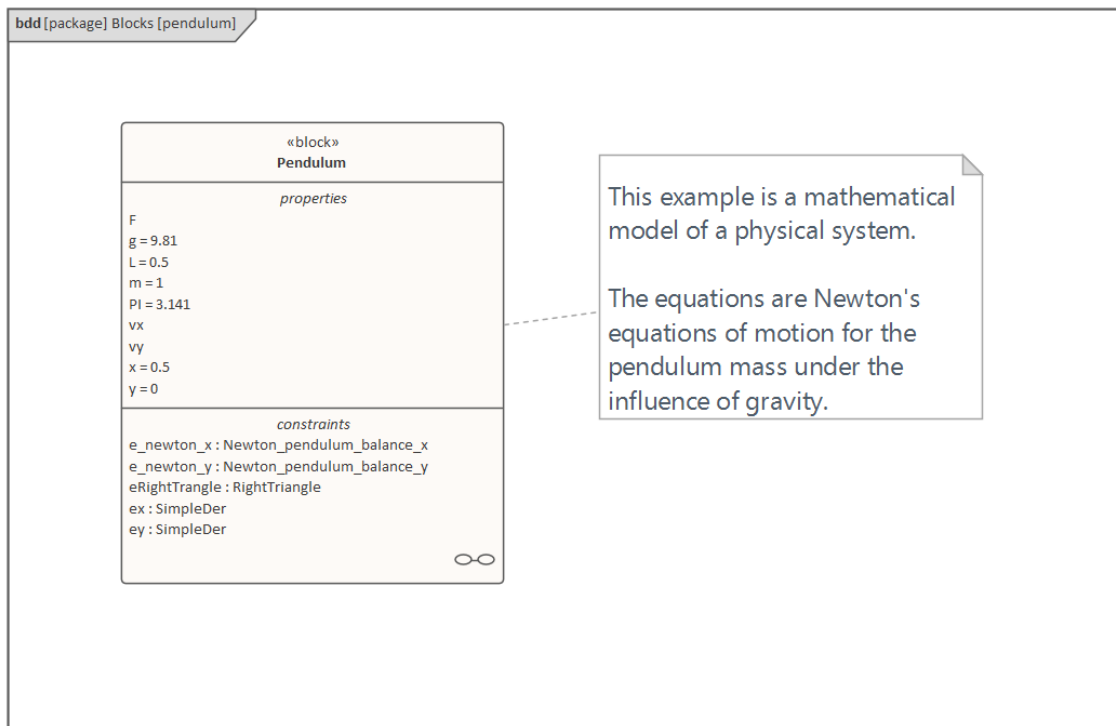 bdd [package] Blocks [pendulum]
«block»
Pendulum
properties
F
g = 9.81
L = 0.5
m = 1
PI = 3.141
vx
vy
x = 0.5
y = 0
constraints
e_newton_x : Newton_pendulum_balance_x
e_newton_y : Newton_pendulum_balance_y
eRightTrangle : RightTriangle
ex : SimpleDer
ey : SimpleDer
This example is a mathematical
model of a physical system.
The equations are Newton's
equations of motion for the
pendulum mass under the
influence of gravity.